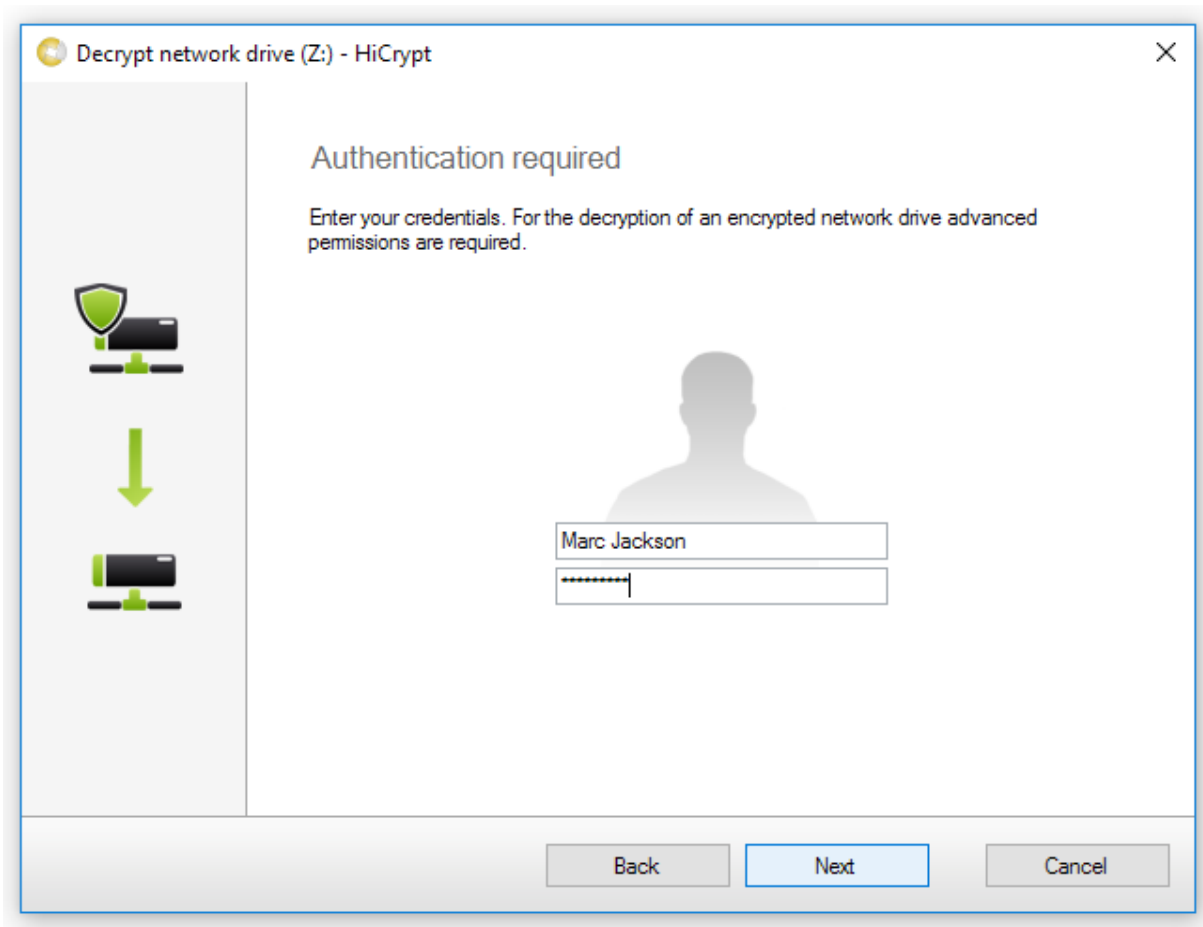 Decrypt network drive (Z:) - HiCrypt
Authentication required
Enter your credentials. For the decryption of an encrypted network drive advanced
permissions are required.
Marc Jackson
*********
Back Next Cancel